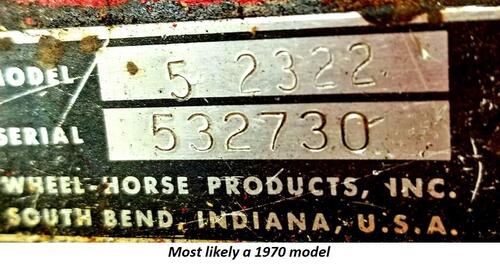 MODEL 5 2322
SERIAL 532730
WHEEL-HORSE PRODUCTS, INC.
SOUTH BEND, INDIANA, U.S.A.
Most likely a 1970 model